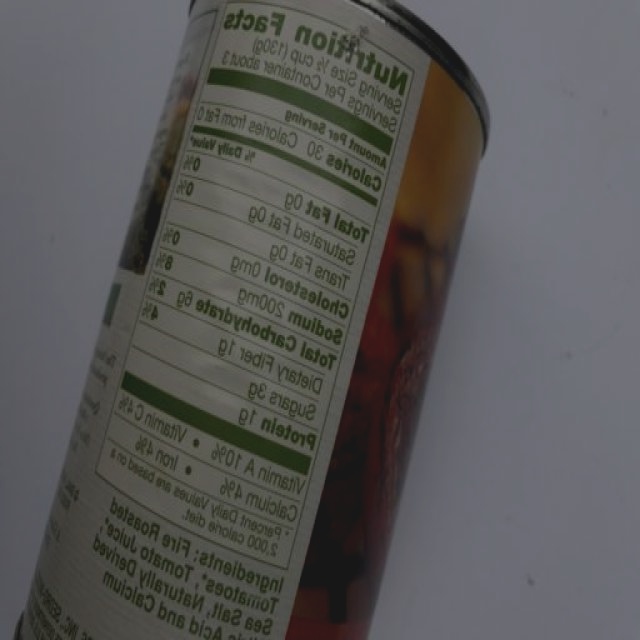 Nutrition Facts
Serving Size ½ cup (130g)
Servings Per Container about 3
Amount Per Serving
Calories 30 Calories from Fat 0
% Daily Value*
Total Fat 0g 0%
Saturated Fat 0g 0%
Trans Fat 0g
Cholesterol 0mg 0%
Sodium 200mg 8%
Total Carbohydrate 6g 2%
Dietary Fiber 1g 4%
Sugars 3g
Protein 1g
Vitamin A 10% • Vitamin C
Calcium 4% • Iron 4%
*Percent Daily Values are based on a
2,000 calorie diet.
Ingredients: Fire Roasted
Tomatoes,* Tomato Juice,*
Sea Salt, Naturally Derived
Acid and Calcium